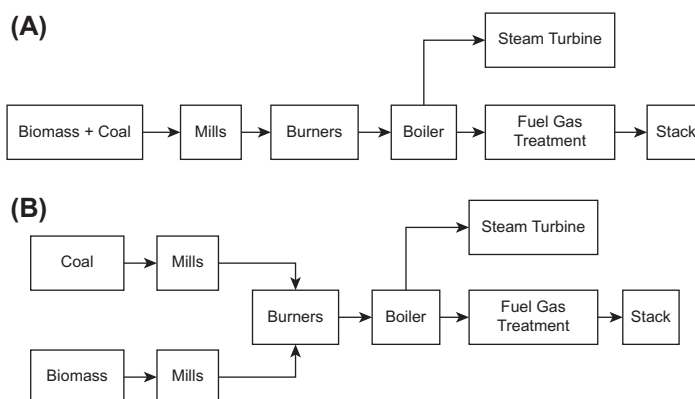 (A)
Steam Turbine
Biomass + Coal
Mills
Burners
Boiler
Fuel Gas
Treatment
Stack
(B)
Steam Turbine
Coal
Mills
Burners
Boiler
Fuel Gas
Treatment
Stack
Biomass
Mills